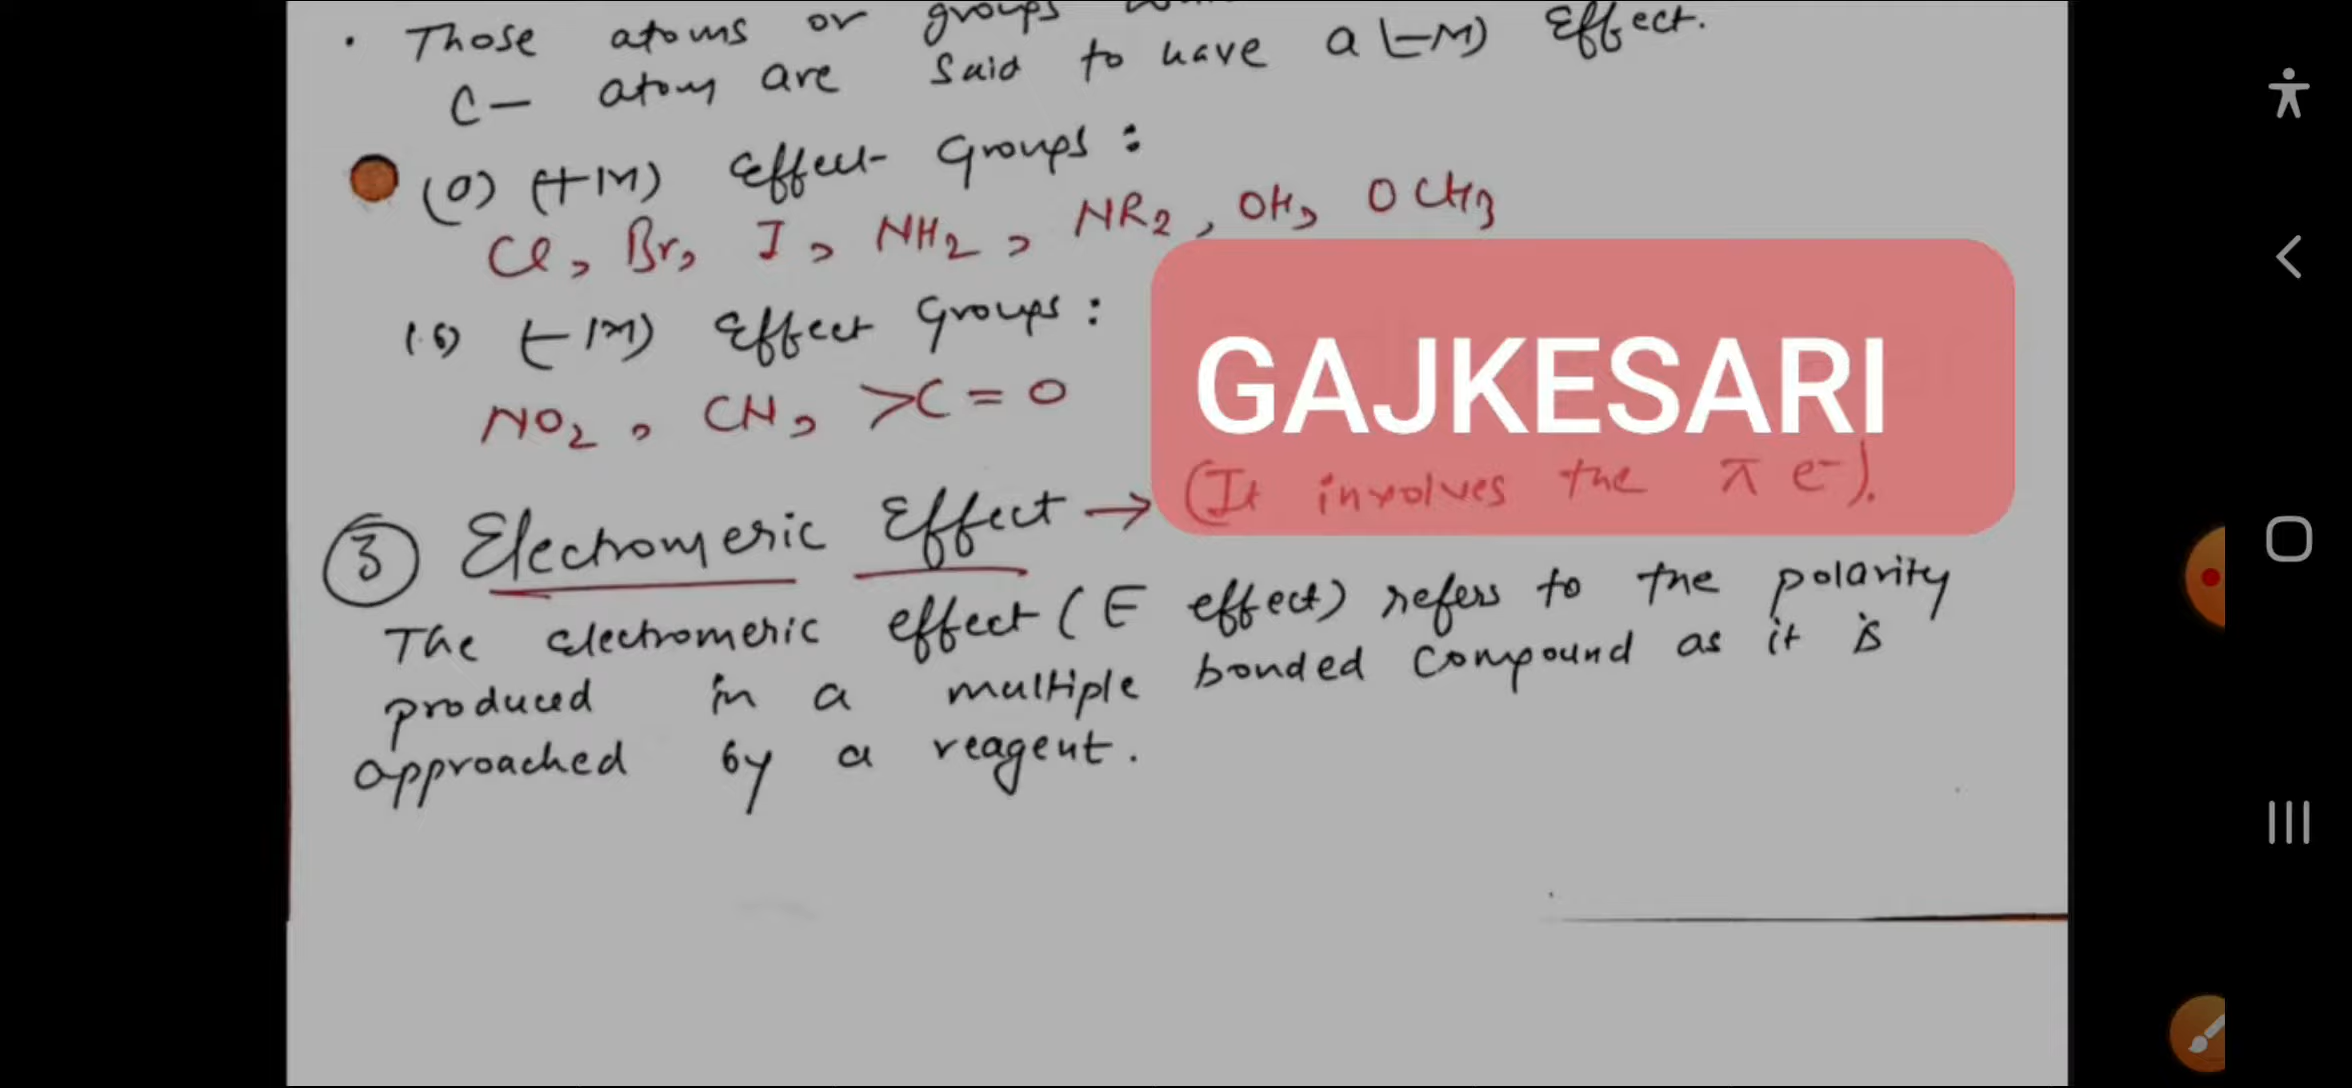 • Those atoms or groups
C- atom are said to have a (-M) Effect.
(a) (+M) Effect Groups :
Cl, Br, I, NH2, NR2, OH, OCH3
(b) (-M) Effect Groups :
NO2, CN, >C=O
GAJKESARI
③ Electromeric Effect → (It involves the π e-).
The electromeric effect (E effect) refers to the polarity
produced in a multiple bonded compound as it is
approached by a reagent.